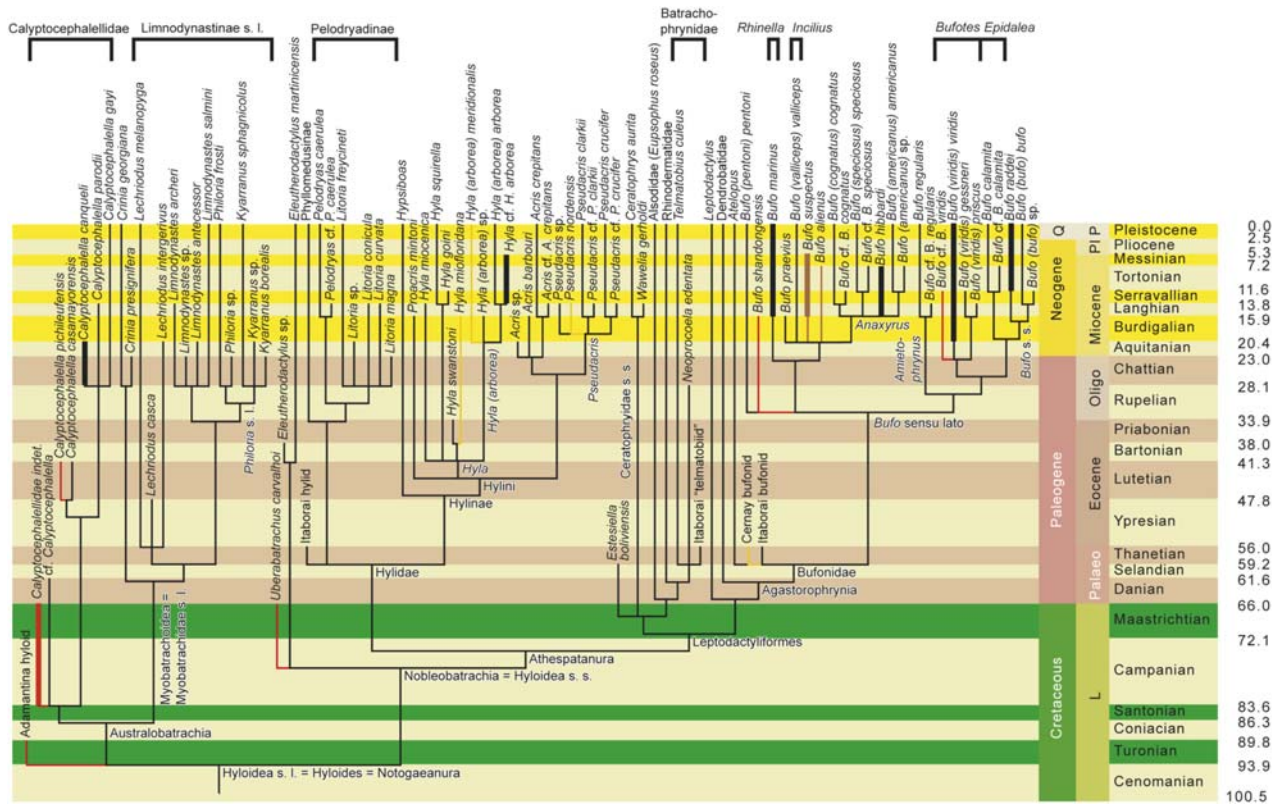 Calyptocephalellidae
Limnodynastinae s. l.
Pelodryadinae
Batracho-
phrynidae
Rhinella
Incilius
Bufotes Epidalea
Adamantina hyloid
Calyptocephalellidae indet.
cf. Calyptocephalella
Calyptocephalella pichileufensis
Calyptocephalella casamayorensis
Calyptocephalella canqueli
Calyptocephalella parodii
Calyptocephalella gayi
Crinia georgiana
Crinia presignifera
Lechriodus melanopyga
Lechriodus casca
Lechriodus intergerivus
Limnodynastes archeri
Limnodynastes sp.
Limnodynastes antecessor
Limnodynastes salmini
Philoria frosti
Philoria sp.
Kyarranus sphagnicolus
Kyarranus sp.
Kyarranus borealis
Philoria s. l.
Uberabatrachus carvalhoi
Eleutherodactylus sp.
Eleutherodactylus martinicensis
Itaborai hylid
Phyllomedusinae
Pelodryas caerulea
Pelodryas cf. P. caerulea
Litoria freycineti
Litoria sp.
Litoria conicula
Litoria curvata
Litoria magna
Hypsiboas
Proacris mintoni
Hyla miocenica
Hyla squirella
Hyla goini
Hyla swanstoni
Hyla miofloridana
Hyla (arborea) meridionalis
Hyla (arborea) sp.
Hyla (arborea) arborea
Hyla cf. H. arborea
Hyla (arborea)
Acris sp.
Acris barbouri
Acris crepitans
Acris cf. A. crepitans
Pseudacris sp.
Pseudacris nordensis
Pseudacris clarkii
Pseudacris cf. P. clarkii
Pseudacris crucifer
Pseudacris cf. P. crucifer
Pseudacris
Ceratophrys aurita
Wawelia gerholdi
Ceratophryidae s. s.
Estesiella
boliviensis
Alsodidae (Eupsophus roseus)
Rhinodermatidae
Telmatobius culeus
Neoprocoela edentata
Itaborai "telmatobiid"
Leptodactylus
Dendrobatidae
Atelopus
Cernay bufonid
Itaborai bufonid
Bufo (pentoni) pentoni
Bufo shandongensis
Bufo marinus
Bufo praevius
Bufo (valliceps) valliceps
Bufo suspectus
Bufo alienus
Bufo (cognatus) cognatus
Bufo cf. B. cognatus
Bufo (speciosus) speciosus
Bufo cf. B. speciosus
Bufo hibbardi
Bufo (americanus) americanus
Bufo (americanus) sp.
Anaxyrus
Bufo regularis
Bufo cf. B. regularis
Amieto-
phrynus
Bufo cf. B. viridis
Bufo (viridis) viridis
Bufo (viridis) gessneri
Bufo (viridis) priscus
Bufo calamita
Bufo cf. B. calamita
Bufo raddei
Bufo (bufo) bufo
Bufo (bufo) sp.
Bufo s. s.
Bufo sensu lato
Hyla
Hylini
Hylinae
Hylidae
Bufonidae
Agastorophrynia
Leptodactyliformes
Athespatanura
Nobleobatrachia = Hyloidea s. s.
Myobatrachoidea =
Myobatrachidae s. l.
Australobatrachia
Hyloidea s. l. = Hyloides = Notogaeanura
Q
Neogene
Paleogene
Cretaceous
P
Pl
Miocene
Oligo
Eocene
Palaeo
L
Pleistocene
Pliocene
Messinian
Tortonian
Serravallian
Langhian
Burdigalian
Aquitanian
Chattian
Rupelian
Priabonian
Bartonian
Lutetian
Ypresian
Thanetian
Selandian
Danian
Maastrichtian
Campanian
Santonian
Coniacian
Turonian
Cenomanian
0.0
2.5
5.3
7.2
11.6
13.8
15.9
20.4
23.0
28.1
33.9
38.0
41.3
47.8
56.0
59.2
61.6
66.0
72.1
83.6
86.3
89.8
93.9
100.5